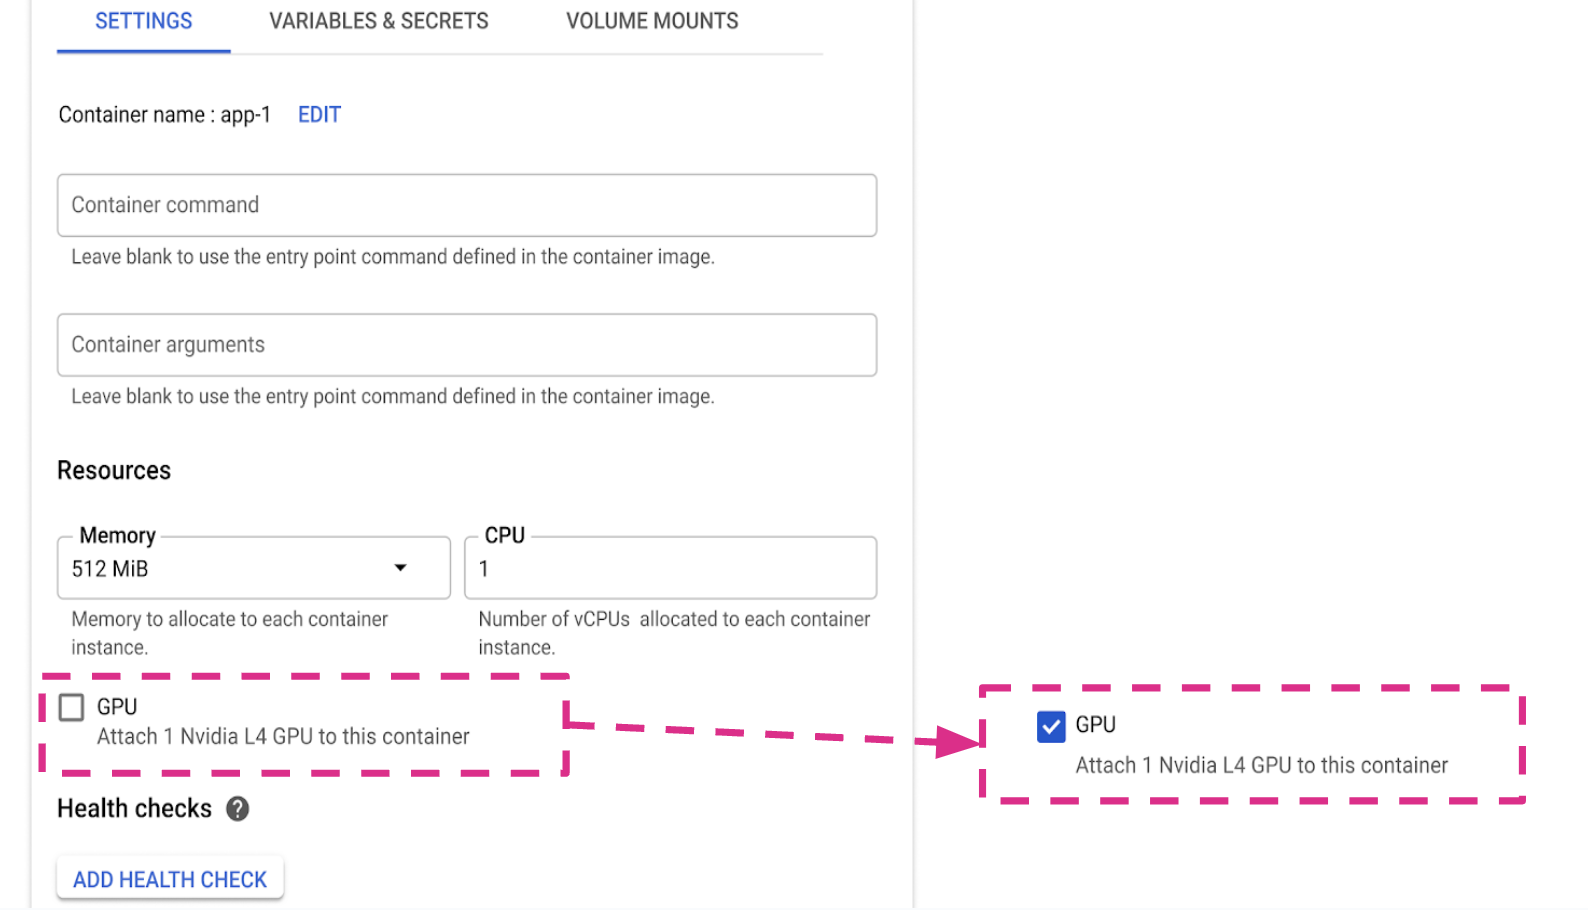 SETTINGS VARIABLES & SECRETS VOLUME MOUNTS
Container name : app-1 EDIT
Container command
Leave blank to use the entry point command defined in the container image.
Container arguments
Leave blank to use the entry point command defined in the container image.
Resources
Memory
512 MiB
Memory to allocate to each container
instance.
CPU
1
Number of vCPUs allocated to each container
instance.
GPU
Attach 1 Nvidia L4 GPU to this container
GPU
Attach 1 Nvidia L4 GPU to this container
Health checks ?
ADD HEALTH CHECK